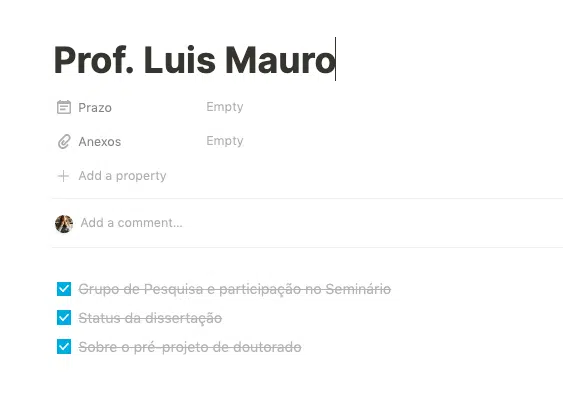 Prof. Luis Mauro
Prazo Empty
Anexos Empty
Add a property
Add a comment...
Grupo de Pesquisa e participação no Seminário
Status da dissertação
Sobre o pré-projeto de doutorado